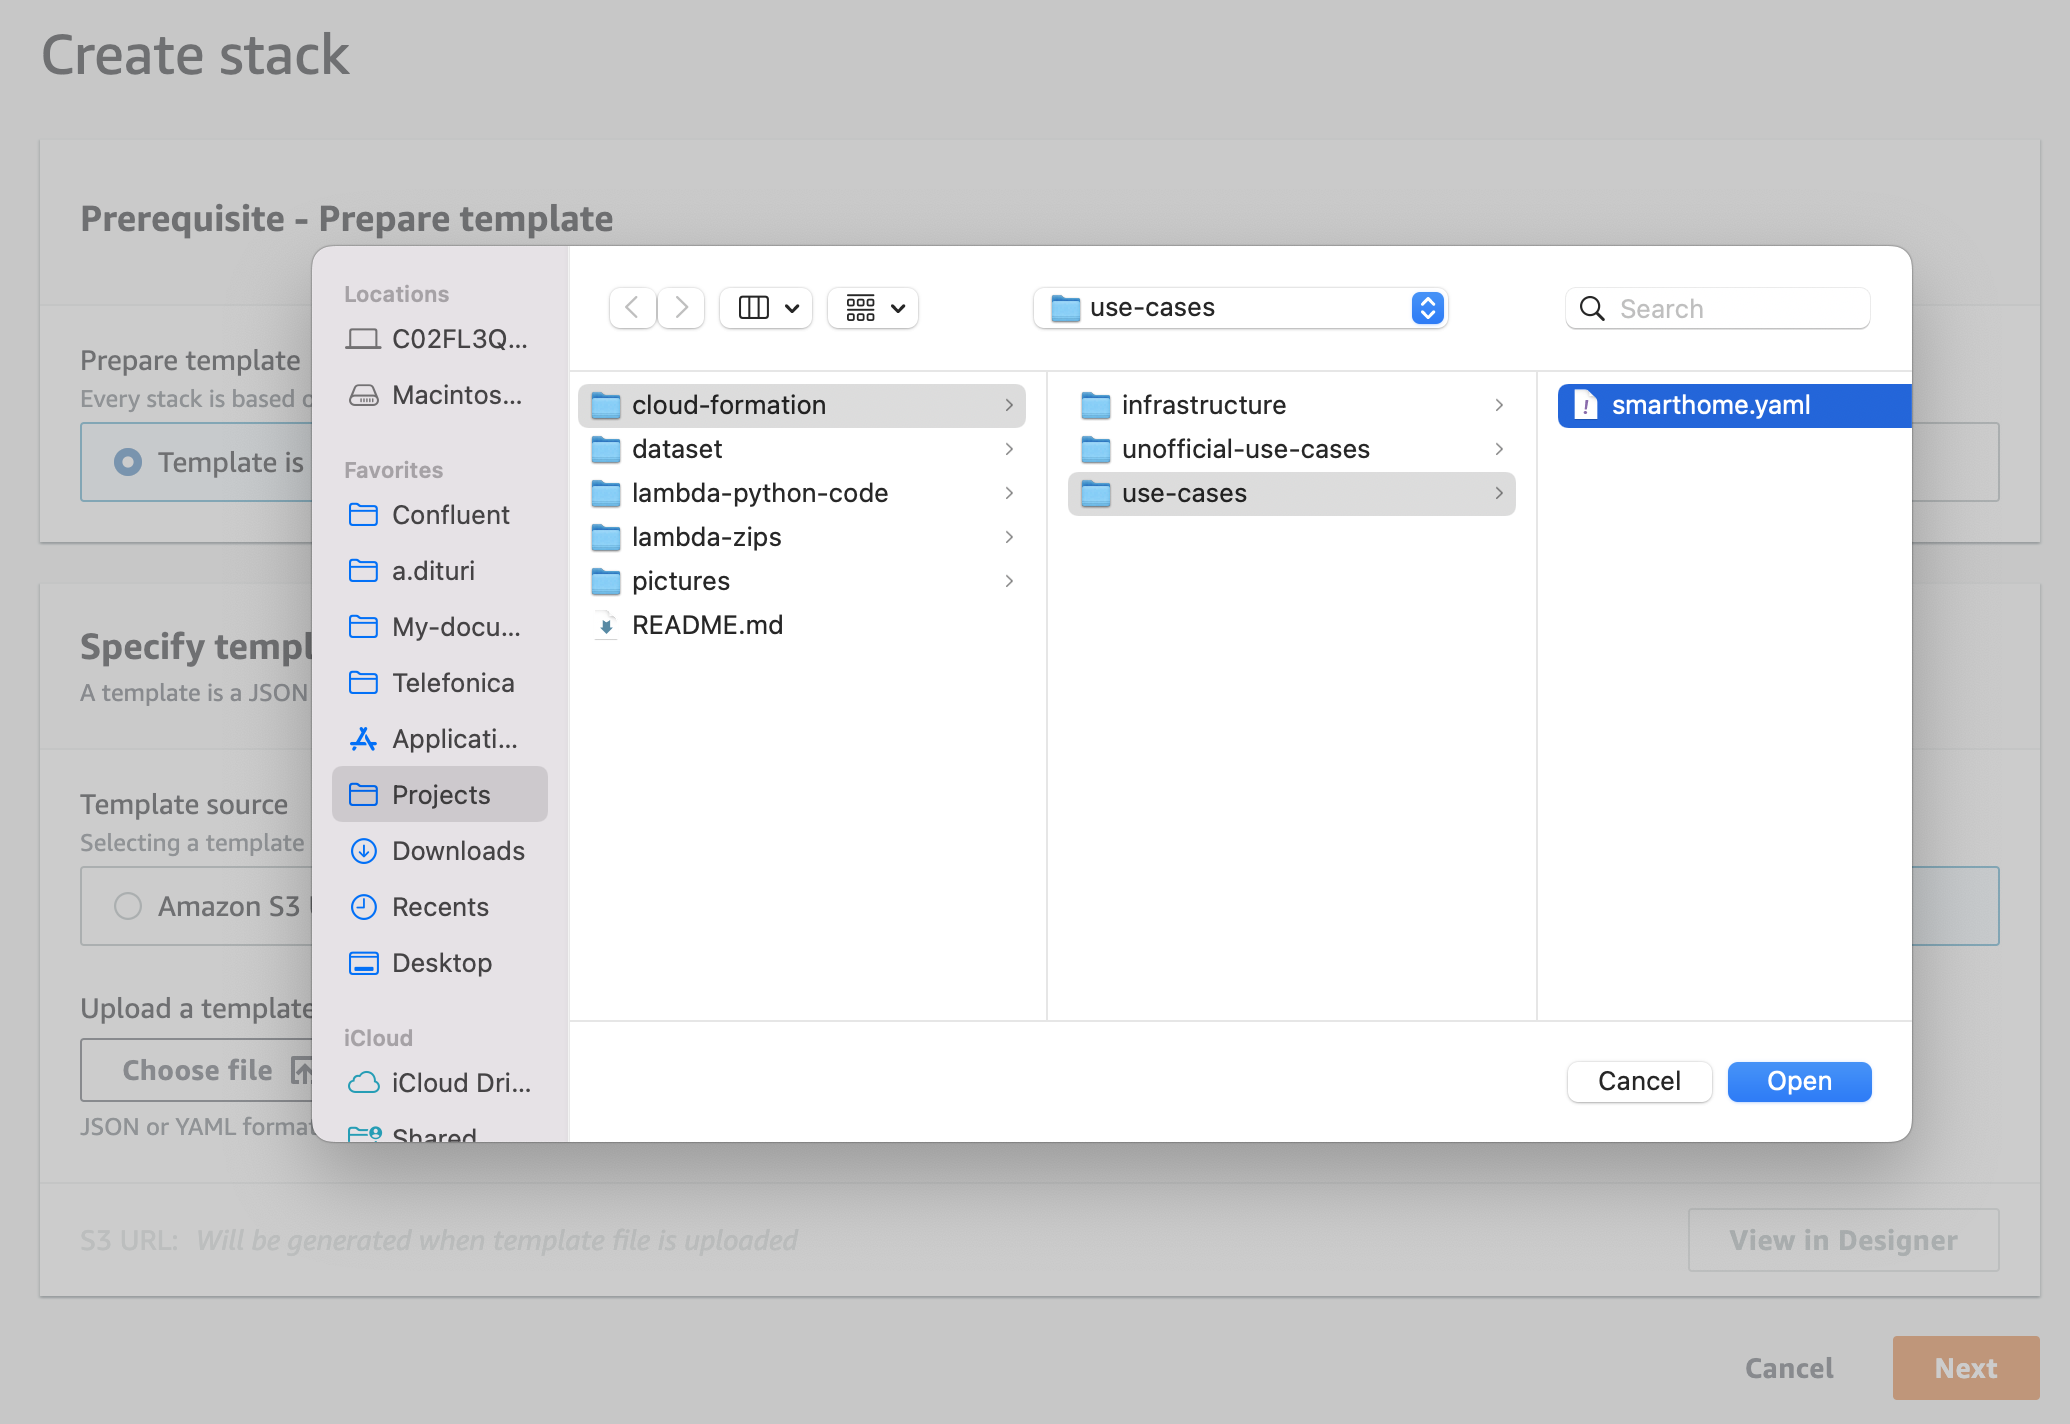 Create stack
Prerequisite - Prepare template
Prepare template
Every stack is based
Template is
Specify templ
A template is a JSON
Template source
Selecting a template
Amazon S3
Upload a template
Choose file
JSON or YAML format
S3 URL: Will be generated when template file is uploaded
View in Designer
Cancel
Next
Locations
C02FL3Q...
Macintos...
Favorites
Confluent
a.dituri
My-docu...
Telefonica
Applicati...
Projects
Downloads
Recents
Desktop
iCloud
iCloud Dri...
Shared
use-cases
Search
cloud-formation
dataset
lambda-python-code
lambda-zips
pictures
README.md
infrastructure
unofficial-use-cases
use-cases
smarthome.yaml
Cancel
Open